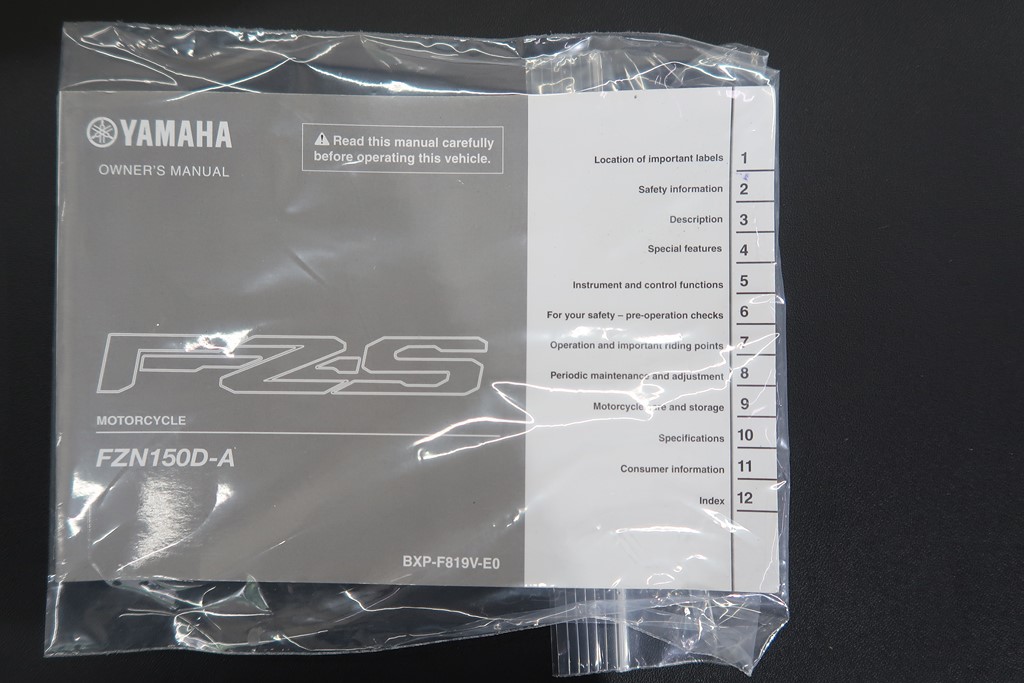 YAMAHA
OWNER'S MANUAL
Read this manual carefully
before operating this vehicle.
FZ-S
MOTORCYCLE
FZN150D-A
BXP-F819V-E0
Location of important labels 1
Safety information 2
Description 3
Special features 4
Instrument and control functions 5
For your safety – pre-operation checks 6
Operation and important riding points 7
Periodic maintenance and adjustment 8
Motorcycle care and storage 9
Specifications 10
Consumer information 11
Index 12